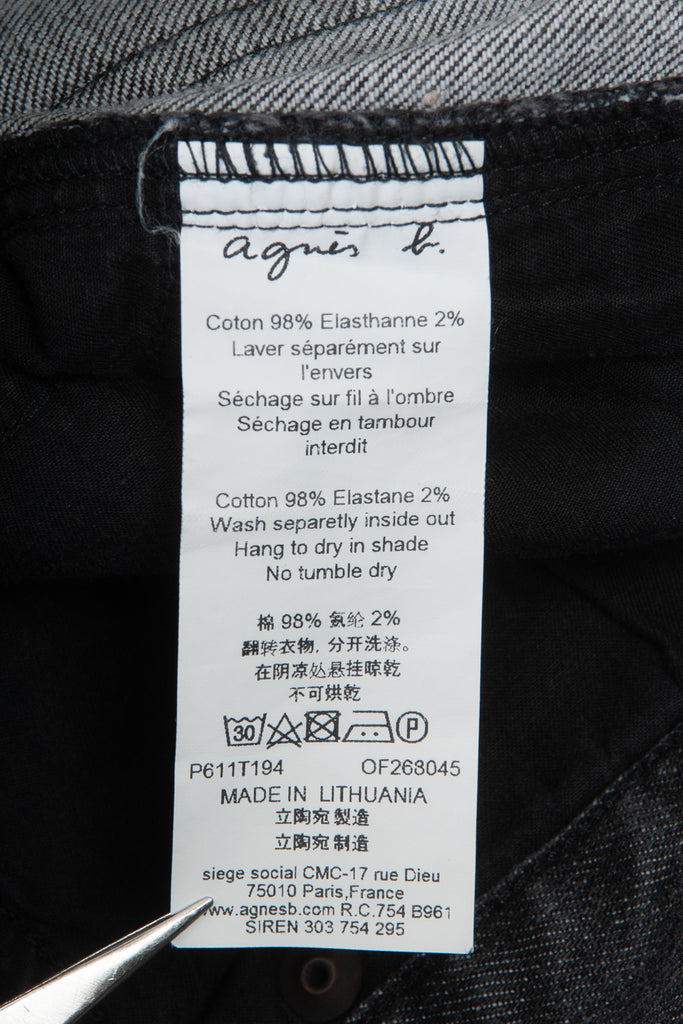 agnès b.
Coton 98% Elasthanne 2%
Laver séparément sur
l'envers
Séchage sur fil à l'ombre
Séchage en tambour
interdit
Cotton 98% Elastane 2%
Wash separetly inside out
Hang to dry in shade
No tumble dry
棉 98% 氨纶 2%
翻转衣物, 分开洗涤。
在阴凉处悬挂晾乾
不可烘乾
30 P
P611T194 OF268045
MADE IN LITHUANIA
立陶宛製造
立陶宛制造
siege social CMC-17 rue Dieu
75010 Paris,France
www.agnesb.com R.C.754 B961
SIREN 303 754 295